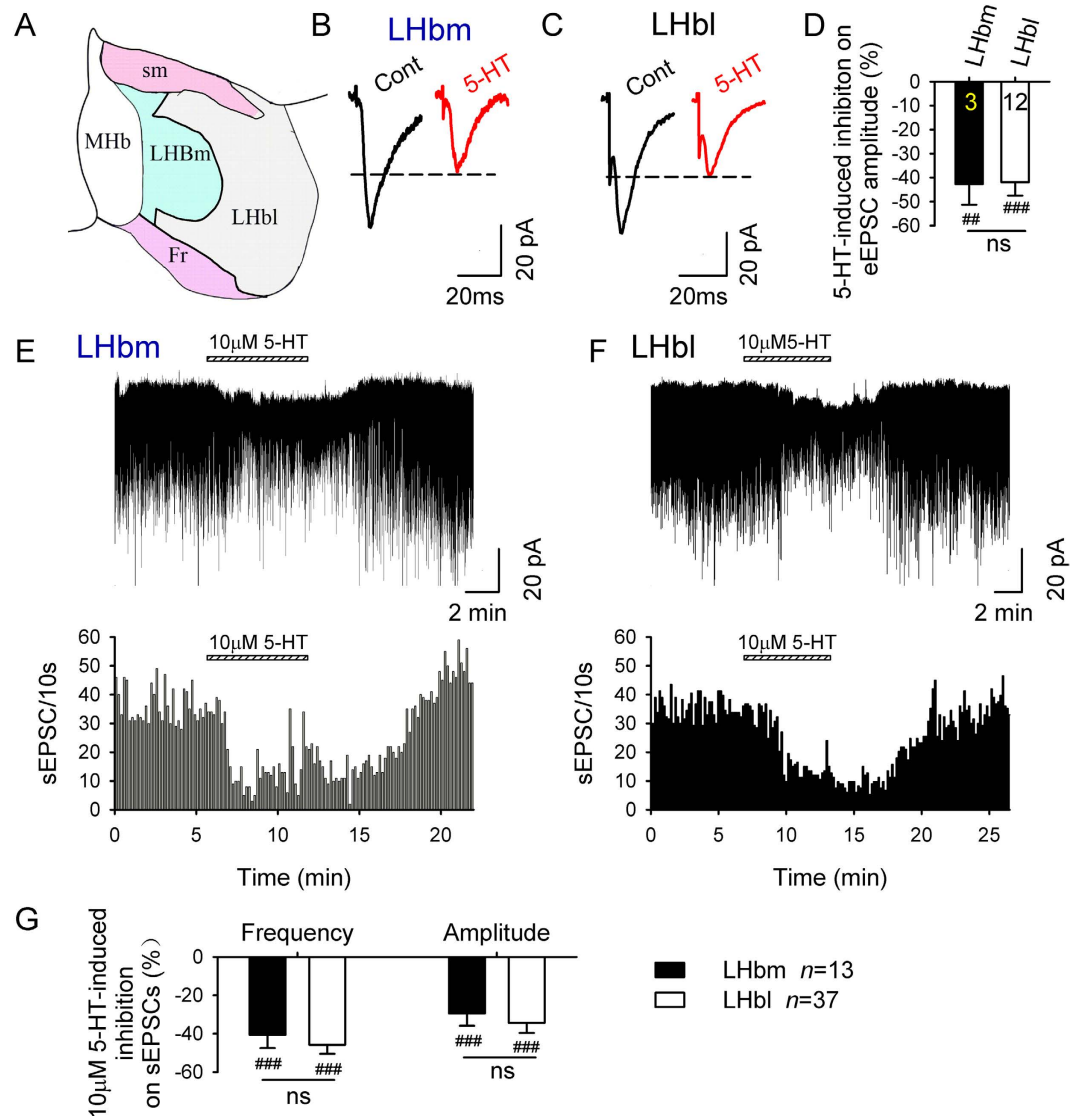 A
sm
MHb
LHBm
LHbl
Fr
B
LHbm
Cont
5-HT
20 pA
20ms
C
LHbl
Cont
5-HT
20 pA
20ms
D
LHbm
LHbl
5-HT-induced inhibiton on
eEPSC amplitude (%)
0
-10
-20
-30
-40
-50
-60
3
12
##
###
ns
E
LHbm
10μM 5-HT
20 pA
2 min
10μM 5-HT
sEPSC/10s
60
50
40
30
20
10
0
0 5 10 15 20
Time (min)
F
LHbl
10μM5-HT
20 pA
2 min
10μM 5-HT
sEPSC/10s
60
50
40
30
20
10
0
0 5 10 15 20 25
Time (min)
G
10μM 5-HT-induced
inhibition
on sEPSCs (%)
0
-20
-40
-60
Frequency
Amplitude
###
###
ns
###
###
ns
LHbm n=13
LHbl n=37